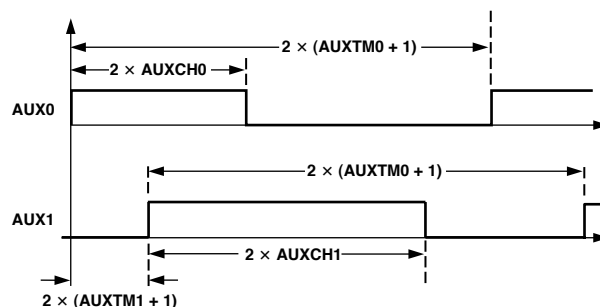 2 × (AUXTM0 + 1)
2 × AUXCH0
AUX0
2 × (AUXTM0 + 1)
AUX1
2 × AUXCH1
2 × (AUXTM1 + 1)